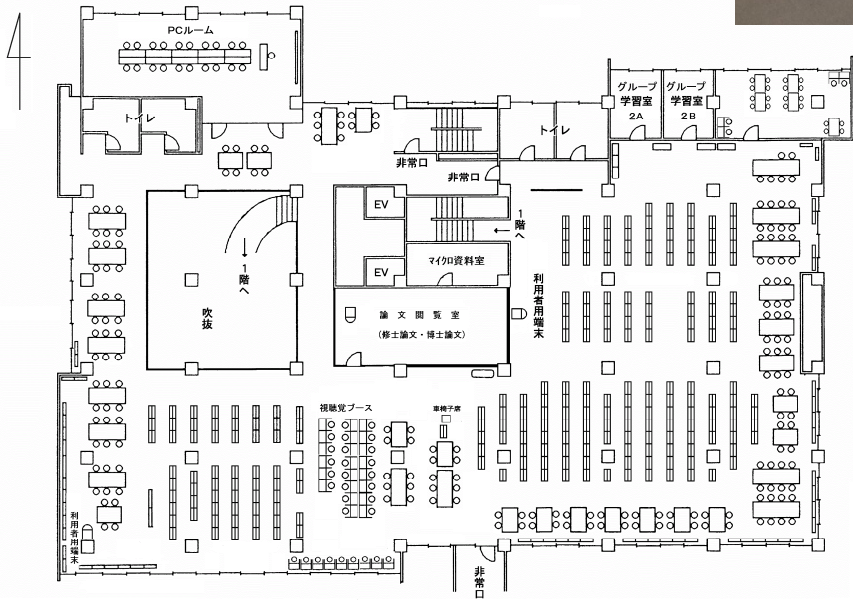 4
PCルーム
トイレ
グループ
学習室
2A
グループ
学習室
2B
トイレ
非常口
非常口
EV
1階へ
1階へ
マイクロ資料室
EV
利用者用端末
吹抜
論文閲覧室
(修士論文・博士論文)
視聴覚ブース
車椅子席
利用者用端末
非常口